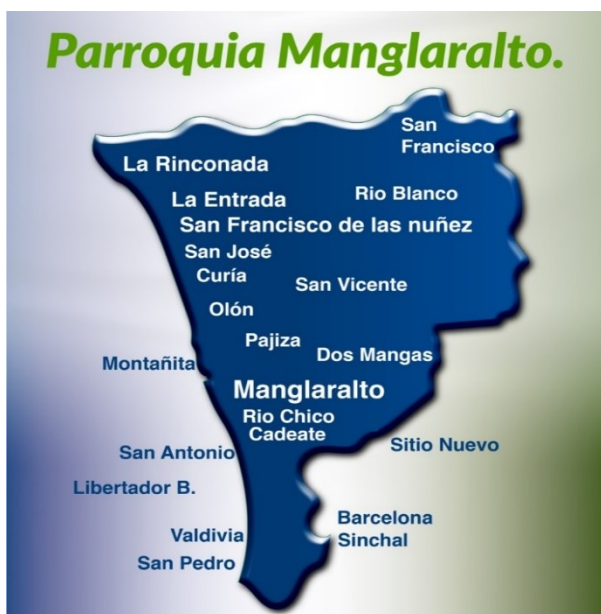 Parroquia Manglaralto.
San
Francisco
La Rinconada
La Entrada
Rio Blanco
San Francisco de las nuñez
San José
Curía
San Vicente
Olón
Pajiza
Dos Mangas
Montañita
Manglaralto
Rio Chico
Cadeate
San Antonio
Sitio Nuevo
Libertador B.
Barcelona
Valdivia
Sinchal
San Pedro